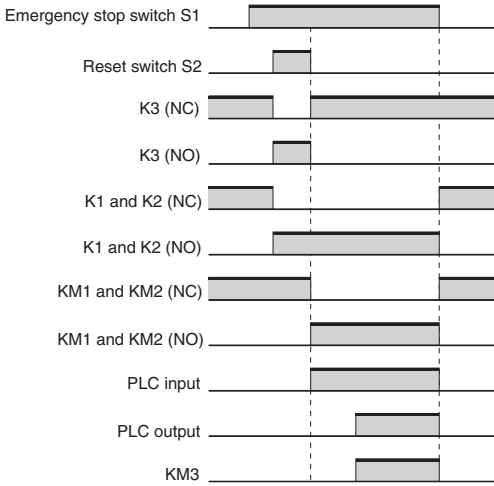 Emergency stop switch S1
Reset switch S2
K3 (NC)
K3 (NO)
K1 and K2 (NC)
K1 and K2 (NO)
KM1 and KM2 (NC)
KM1 and KM2 (NO)
PLC input
PLC output
KM3